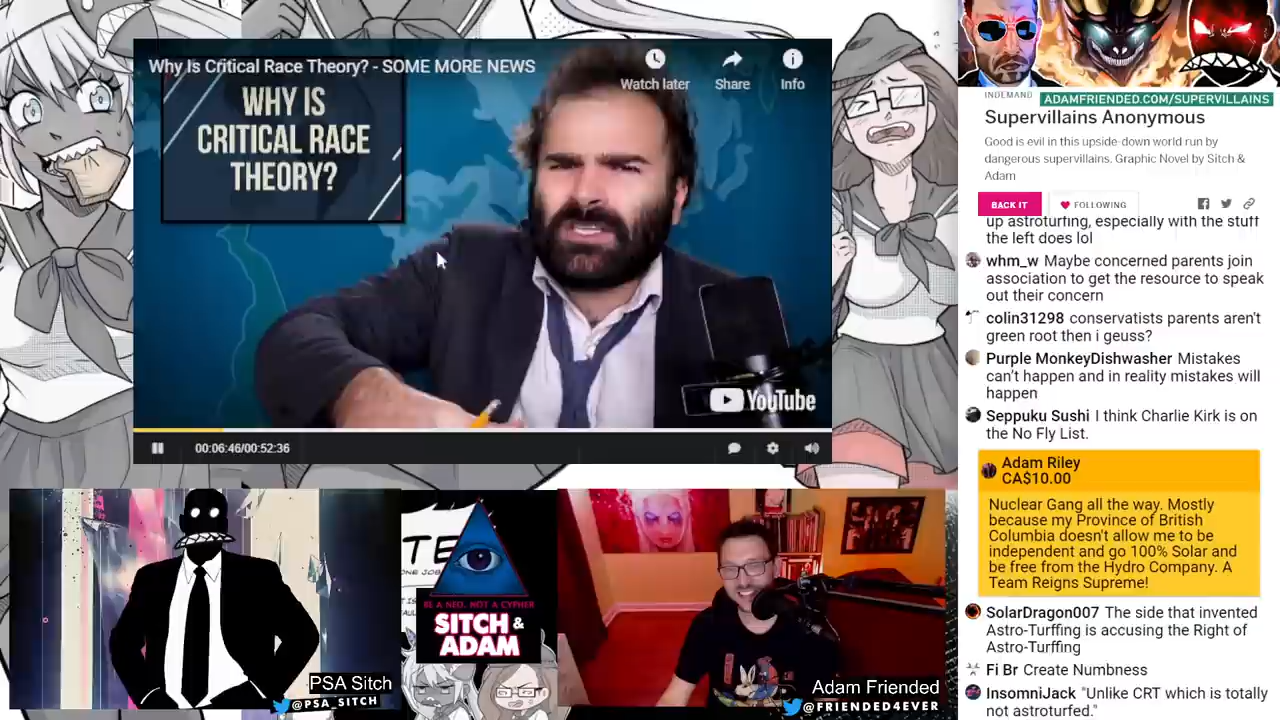 Why Is Critical Race Theory? - SOME MORE NEWS
Watch later
Share
Info
WHY IS
CRITICAL RACE
THEORY?
YouTube
00:06:46/00:52:36
PSA Sitch
@PSA_SITCH
BE A NEO, NOT A CYPHER
SITCH &
ADAM
Adam Friended
@FRIENDED4EVER
INDEMAND
ADAMFRIENDED.COM/SUPERVILLAINS
Supervillains Anonymous
Good is evil in this upside-down world run by
dangerous supervillains. Graphic Novel by Sitch &
Adam
BACK IT
FOLLOWING
up astroturfing, especially with the stuff
the left does lol
whm_w Maybe concerned parents join
association to get the resource to speak
out their concern
colin31298 conservatists parents aren't
green root then i geuss?
Purple MonkeyDishwasher Mistakes
can't happen and in reality mistakes will
happen
Seppuku Sushi I think Charlie Kirk is on
the No Fly List.
Adam Riley
CA$10.00
Nuclear Gang all the way. Mostly
because my Province of British
Columbia doesn't allow me to be
independent and go 100% Solar and
be free from the Hydro Company. A
Team Reigns Supreme!
SolarDragon007 The side that invented
Astro-Turffing is accusing the Right of
Astro-Turffing
Fi Br Create Numbness
InsomniJack "Unlike CRT which is totally
not astroturfed."